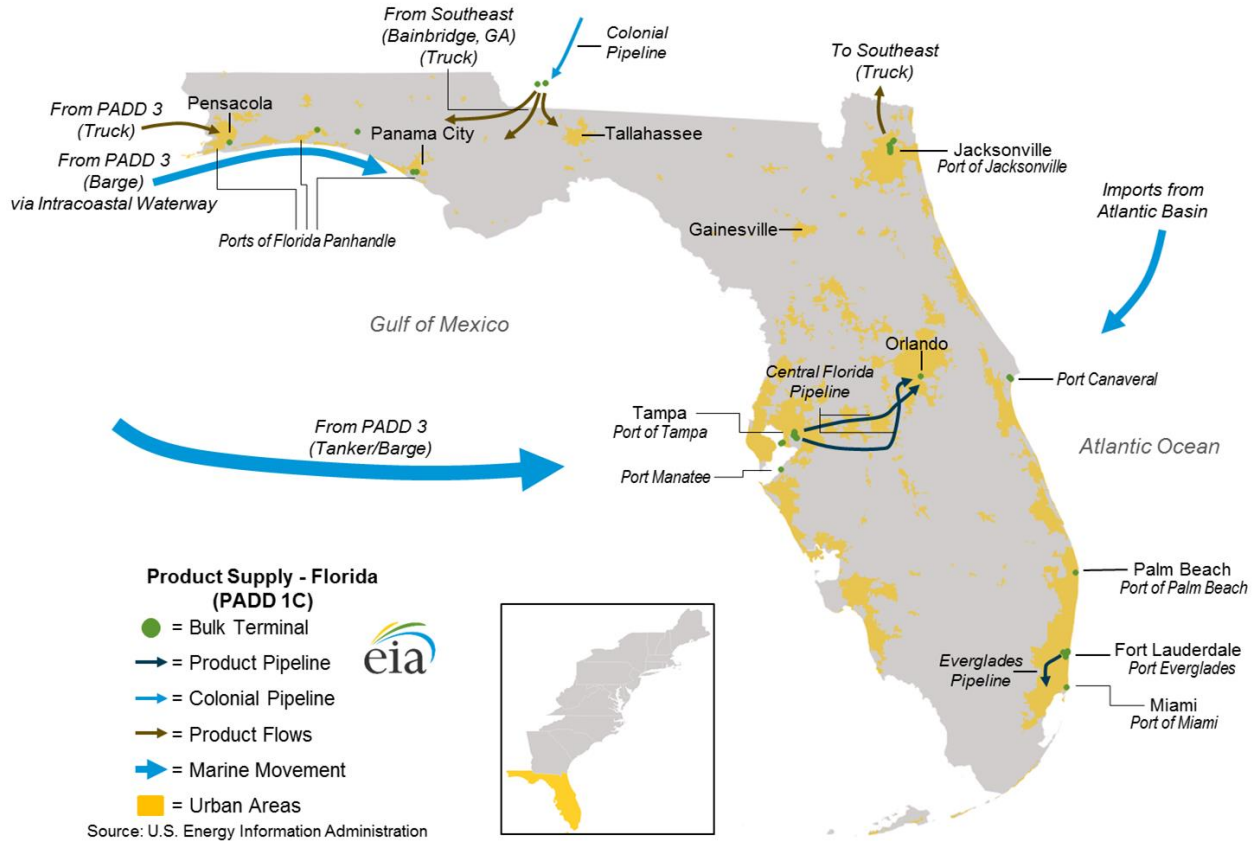 From Southeast
(Bainbridge, GA)
(Truck)
Colonial
Pipeline
To Southeast
(Truck)
From PADD 3
(Truck)
Pensacola
Panama City
Tallahassee
Jacksonville
Port of Jacksonville
From PADD 3
(Barge)
via Intracoastal Waterway
Ports of Florida Panhandle
Imports from
Atlantic Basin
Gainesville
Gulf of Mexico
Orlando
Central Florida
Pipeline
Port Canaveral
Tampa
Port of Tampa
From PADD 3
(Tanker/Barge)
Atlantic Ocean
Port Manatee
Palm Beach
Port of Palm Beach
Fort Lauderdale
Port Everglades
Everglades
Pipeline
Miami
Port of Miami
Product Supply - Florida
(PADD 1C)
= Bulk Terminal
= Product Pipeline
= Colonial Pipeline
= Product Flows
= Marine Movement
= Urban Areas
eia
Source: U.S. Energy Information Administration